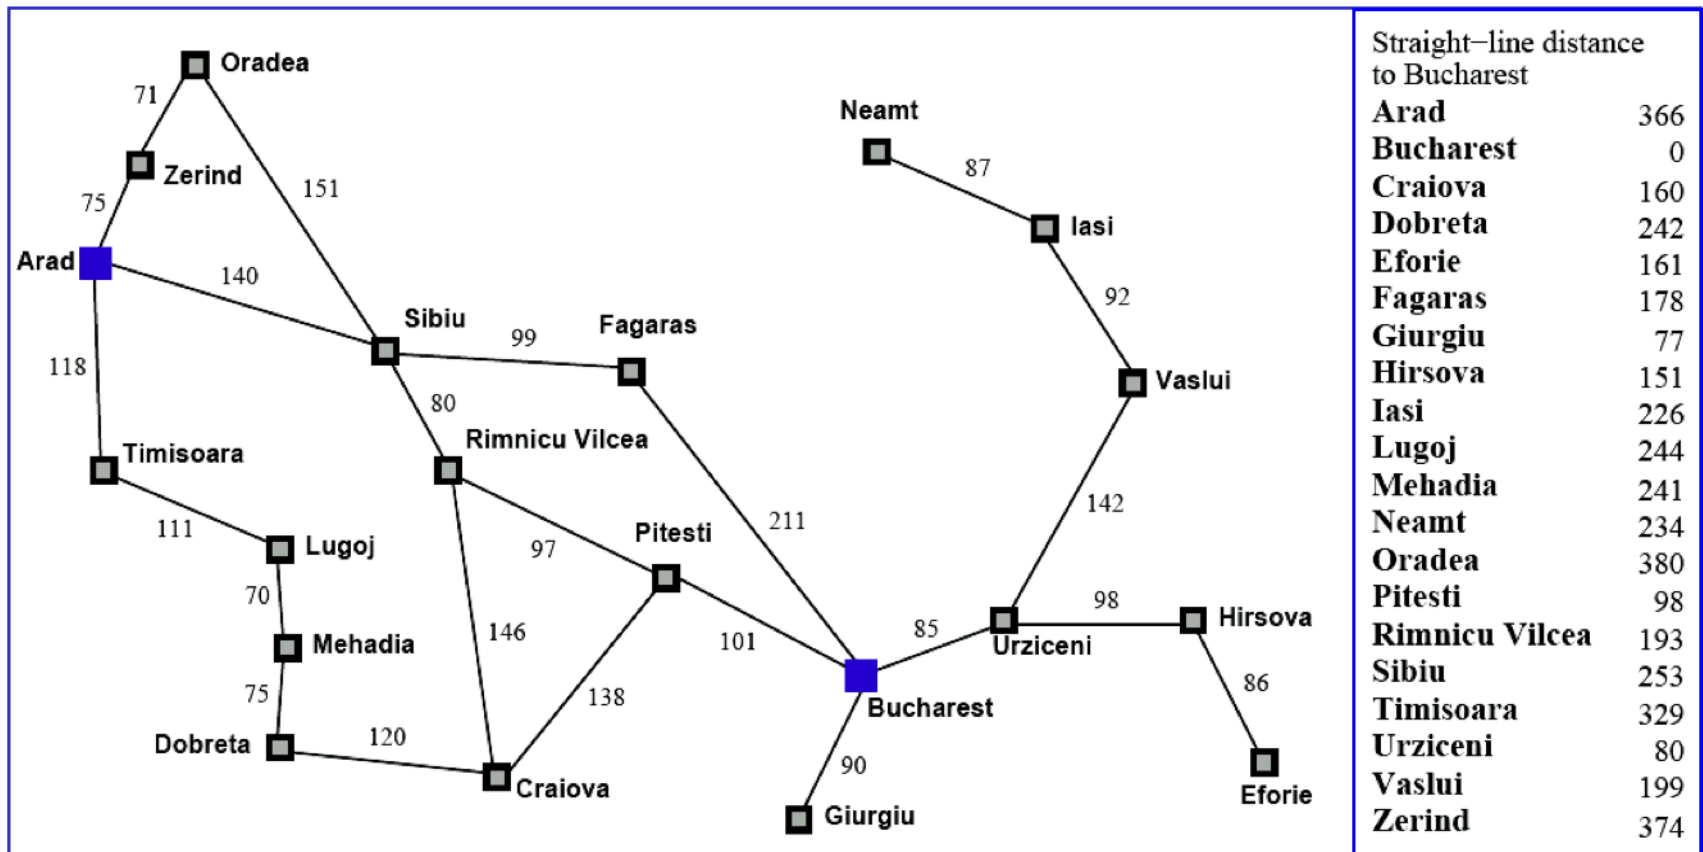 Oradea
71
Neamt
Zerind
87
151
75
Iasi
Arad
140
92
Sibiu
Fagaras
99
118
Vaslui
80
Rimnicu Vilcea
Timisoara
142
211
111
Pitesti
Lugoj
97
70
98
Hirsova
146
101
85
Urziceni
Mehadia
86
75
138
Bucharest
Dobreta
120
90
Craiova
Eforie
Giurgiu
Straight−line distance
to Bucharest
Arad 366
Bucharest 0
Craiova 160
Dobreta 242
Eforie 161
Fagaras 178
Giurgiu 77
Hirsova 151
Iasi 226
Lugoj 244
Mehadia 241
Neamt 234
Oradea 380
Pitesti 98
Rimnicu Vilcea 193
Sibiu 253
Timisoara 329
Urziceni 80
Vaslui 199
Zerind 374